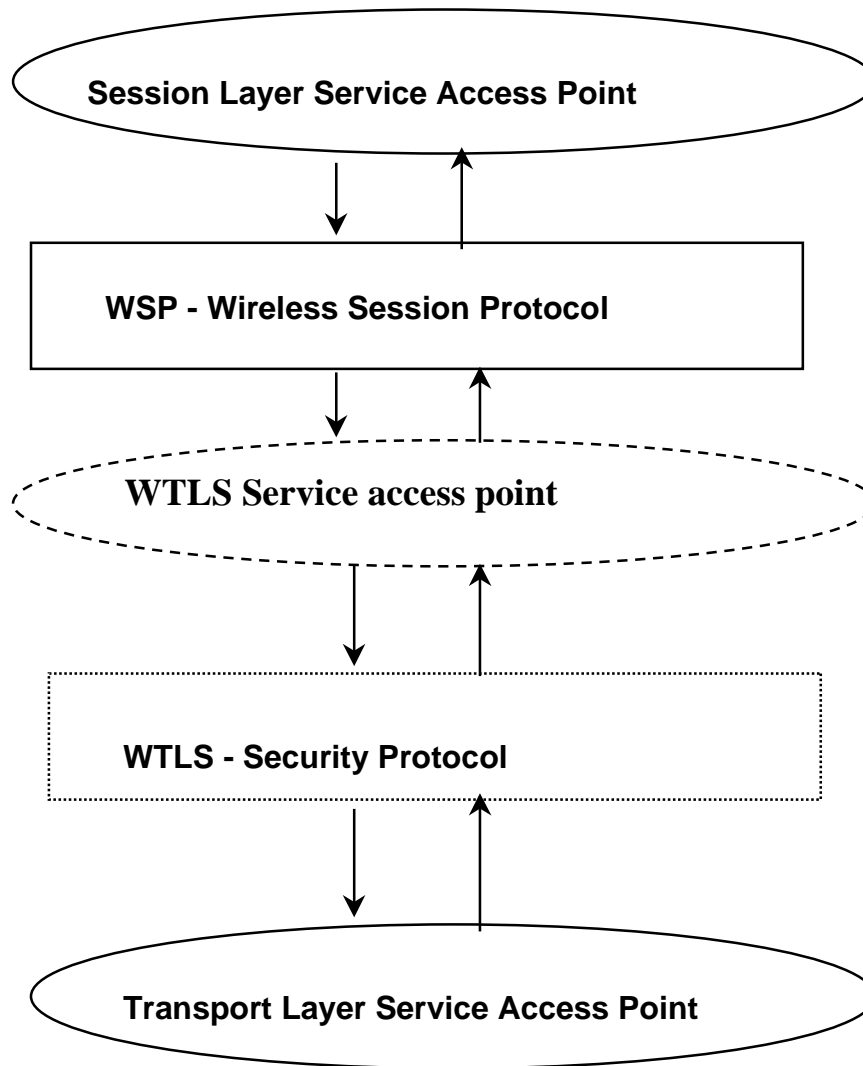 Session Layer Service Access Point
WSP - Wireless Session Protocol
WTLS Service access point
WTLS - Security Protocol
Transport Layer Service Access Point